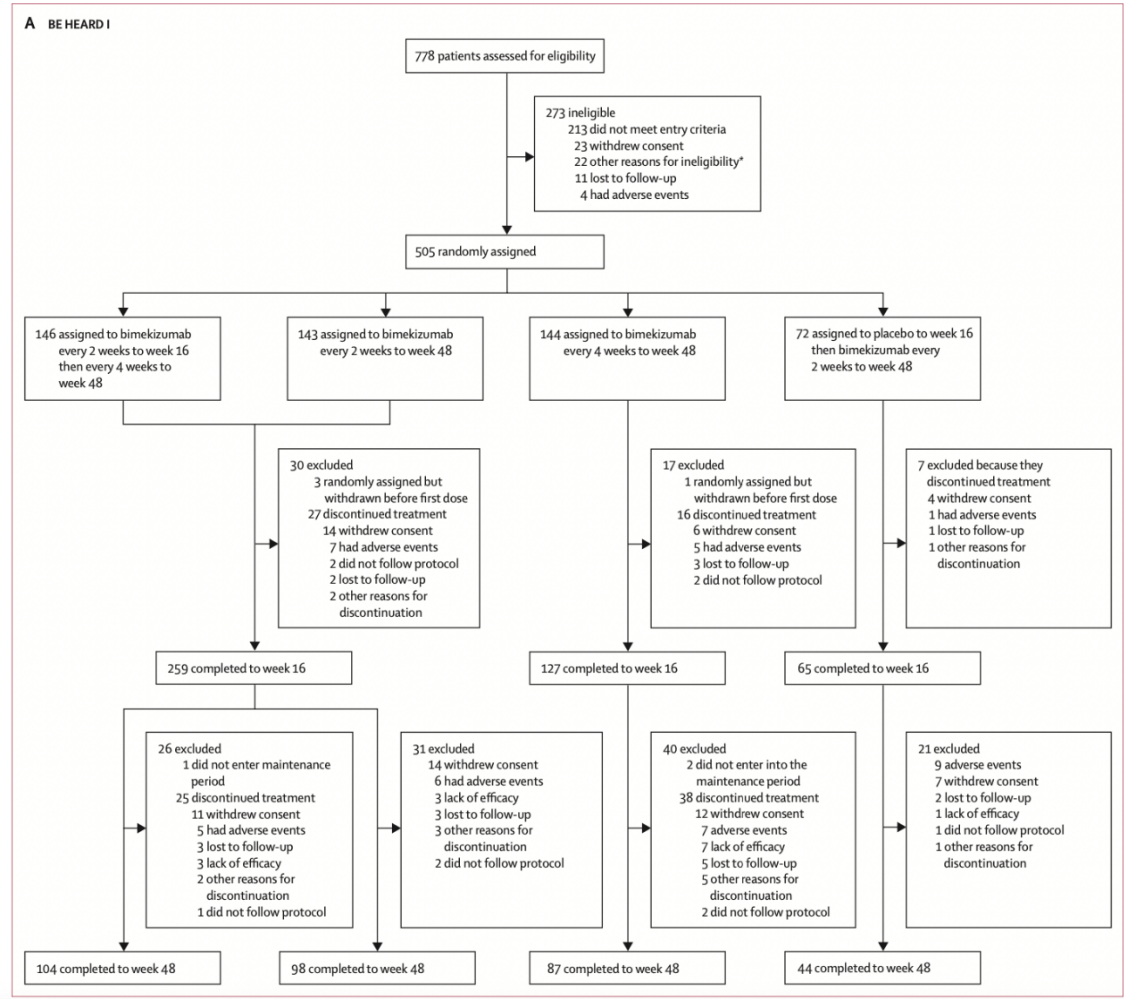 A BE HEARD I
778 patients assessed for eligibility
273 ineligible
213 did not meet entry criteria
23 withdrew consent
22 other reasons for ineligibility*
11 lost to follow-up
4 had adverse events
505 randomly assigned
146 assigned to bimekizumab
every 2 weeks to week 16
then every 4 weeks to
week 48
143 assigned to bimekizumab
every 2 weeks to week 48
144 assigned to bimekizumab
every 4 weeks to week 48
72 assigned to placebo to week 16
then bimekizumab every
2 weeks to week 48
30 excluded
3 randomly assigned but
withdrawn before first dose
27 discontinued treatment
14 withdrew consent
7 had adverse events
2 did not follow protocol
2 lost to follow-up
2 other reasons for
discontinuation
17 excluded
1 randomly assigned but
withdrawn before first dose
16 discontinued treatment
6 withdrew consent
5 had adverse events
3 lost to follow-up
2 did not follow protocol
7 excluded because they
discontinued treatment
4 withdrew consent
1 had adverse events
1 lost to follow-up
1 other reasons for
discontinuation
259 completed to week 16
127 completed to week 16
65 completed to week 16
26 excluded
1 did not enter maintenance
period
25 discontinued treatment
11 withdrew consent
5 had adverse events
3 lost to follow-up
3 lack of efficacy
2 other reasons for
discontinuation
1 did not follow protocol
31 excluded
14 withdrew consent
6 had adverse events
3 lack of efficacy
3 lost to follow-up
3 other reasons for
discontinuation
2 did not follow protocol
40 excluded
2 did not enter into the
maintenance period
38 discontinued treatment
12 withdrew consent
7 adverse events
7 lack of efficacy
5 lost to follow-up
5 other reasons for
discontinuation
2 did not follow protocol
21 excluded
9 adverse events
7 withdrew consent
2 lost to follow-up
1 lack of efficacy
1 did not follow protocol
1 other reasons for
discontinuation
104 completed to week 48
98 completed to week 48
87 completed to week 48
44 completed to week 48